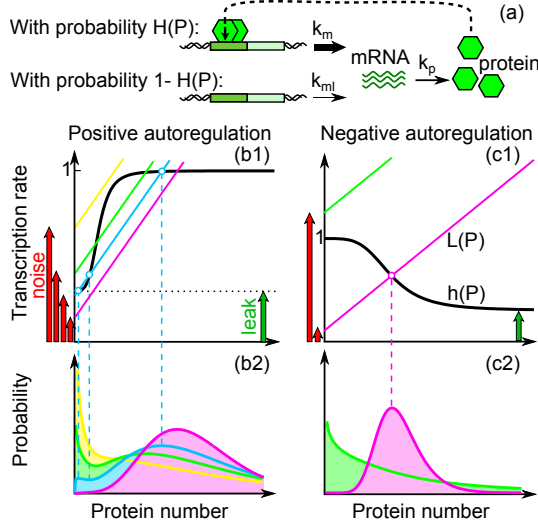 (a)
With probability H(P):
k_m
mRNA
k_p
protein
With probability 1- H(P):
k_ml
Positive autoregulation
Negative autoregulation
(b1)
(c1)
1
1
Transcription rate
noise
leak
L(P)
h(P)
(b2)
(c2)
Probability
Protein number
Protein number